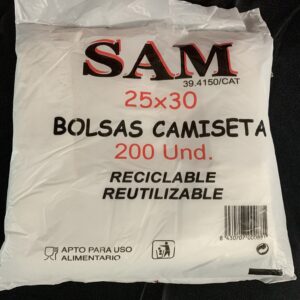 SAM
39.4150/CAT
25x30
BOLSAS CAMISETA
200 Und.
RECICLABLE
REUTILIZABLE
APTO PARA USO
ALIMENTARIO